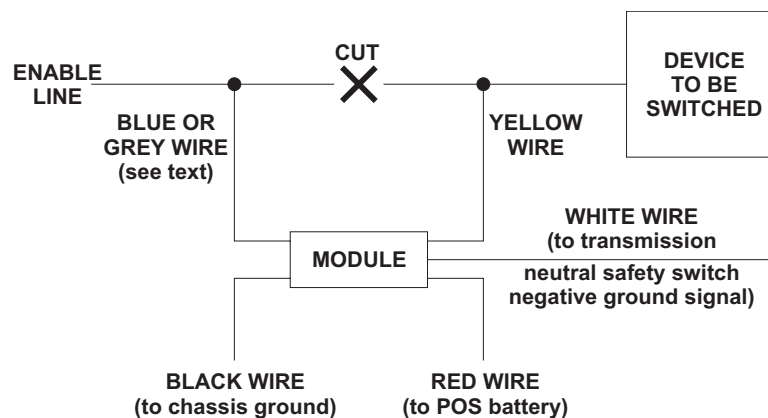 CUT
ENABLE
LINE
DEVICE
TO BE
SWITCHED
BLUE OR
GREY WIRE
(see text)
YELLOW
WIRE
WHITE WIRE
(to transmission
neutral safety switch
negative ground signal)
MODULE
BLACK WIRE
(to chassis ground)
RED WIRE
(to POS battery)